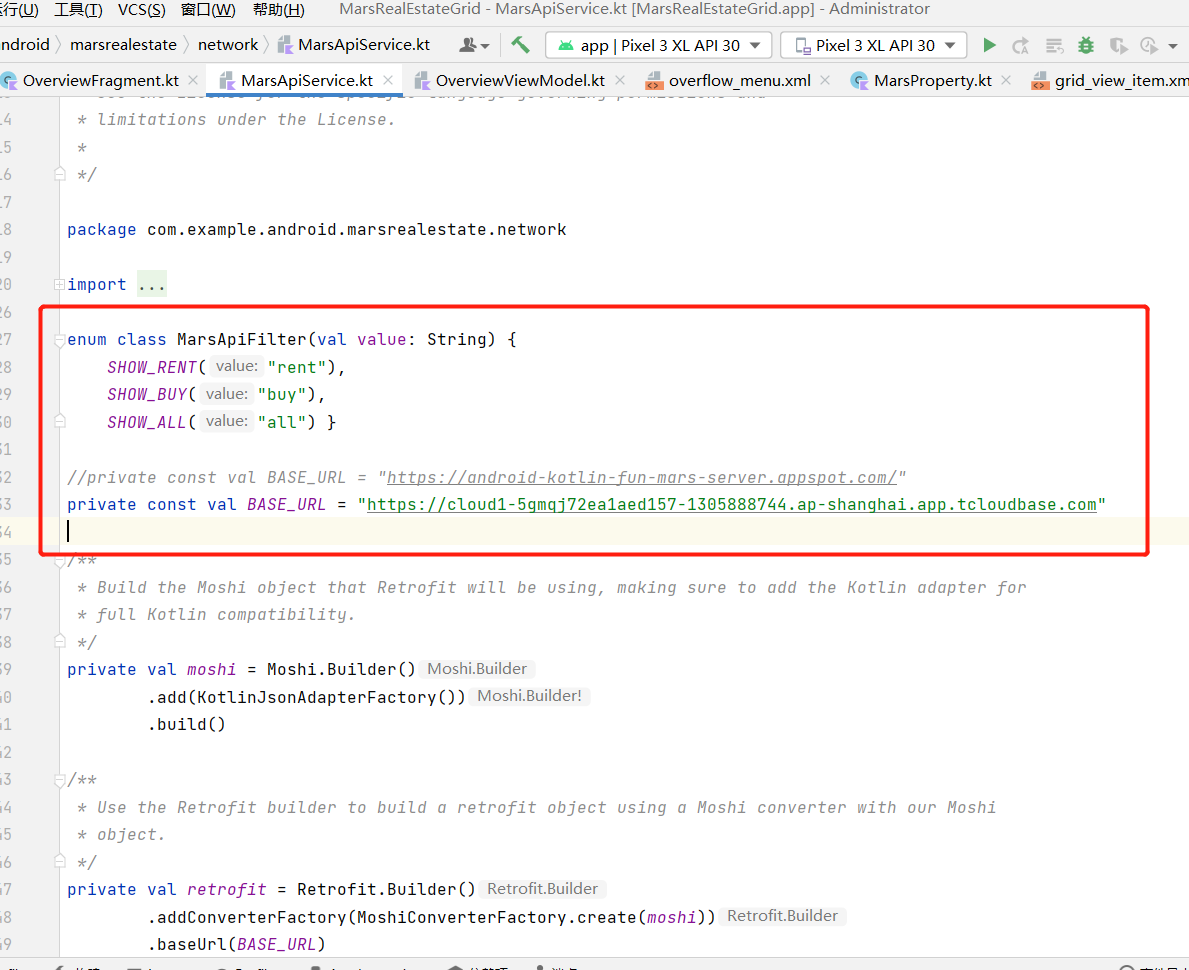 运行(U) 工具(T) VCS(S) 窗口(W) 帮助(H) MarsRealEstateGrid - MarsApiService.kt [MarsRealEstateGrid.app] - Administrator
android 〉 marsrealestate 〉 network 〉 MarsApiService.kt app | Pixel 3 XL API 30 Pixel 3 XL API 30
OverviewFragment.kt × MarsApiService.kt × OverviewViewModel.kt × overflow_menu.xml × MarsProperty.kt × grid_view_item.xm
4 * limitations under the License.
5 *
6 */
7
8 package com.example.android.marsrealestate.network
9
20 import ...
26
27 enum class MarsApiFilter(val value: String) {
28 SHOW_RENT( value: "rent"),
29 SHOW_BUY( value: "buy"),
30 SHOW_ALL( value: "all") }
31
32 //private const val BASE_URL = "https://android-kotlin-fun-mars-server.appspot.com/"
33 private const val BASE_URL = "https://cloud1-5gmqj72ea1aed157-1305888744.ap-shanghai.app.tcloudbase.com"
34
35 /**
36 * Build the Moshi object that Retrofit will be using, making sure to add the Kotlin adapter for
37 * full Kotlin compatibility.
38 */
39 private val moshi = Moshi.Builder() Moshi.Builder
40 .add(KotlinJsonAdapterFactory()) Moshi.Builder!
41 .build()
42
43 /**
44 * Use the Retrofit builder to build a retrofit object using a Moshi converter with our Moshi
45 * object.
46 */
47 private val retrofit = Retrofit.Builder() Retrofit.Builder
48 .addConverterFactory(MoshiConverterFactory.create(moshi)) Retrofit.Builder
49 .baseUrl(BASE_URL)